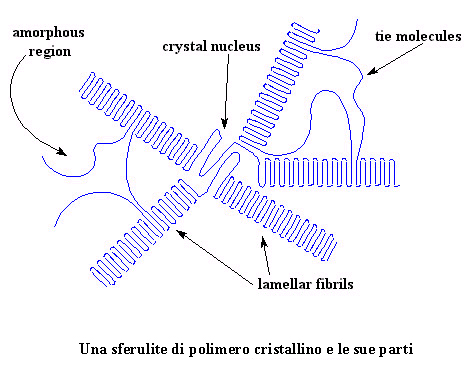 amorphous
region
crystal nucleus
tie molecules
lamellar fibrils
Una sferulite di polimero cristallino e le sue parti